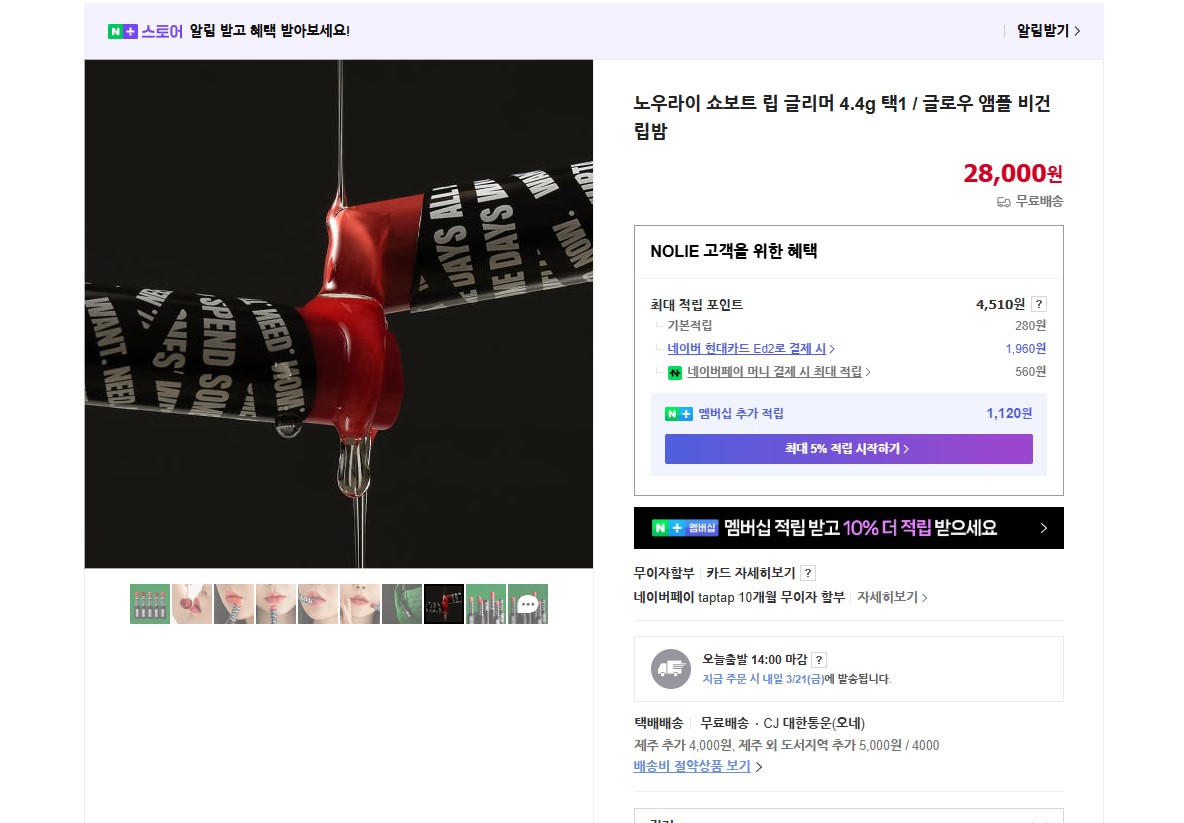 N+ 스토어 알림 받고 혜택 받아보세요!
알림받기
노우라이 쇼보트 립 글리머 4.4g 택1 / 글로우 앰플 비건
립밤
28,000원
무료배송
NOLIE 고객을 위한 혜택
최대 적립 포인트 4,510원 ?
기본적립 280원
네이버 현대카드 Ed2로 결제 시 1,960원
N 네이버페이 머니 결제 시 최대 적립 560원
N+ 멤버십 추가 적립 1,120원
최대 5% 적립 시작하기
N+ 멤버십 멤버십 적립 받고 10% 더 적립 받으세요
무이자할부 카드 자세히보기 ?
네이버페이 taptap 10개월 무이자 할부 자세히보기
오늘출발 14:00 마감 ?
지금 주문 시 내일 3/21(금)에 발송됩니다.
택배배송 무료배송 · CJ 대한통운(오네)
제주 추가 4,000원, 제주 외 도서지역 추가 5,000원 / 4000
배송비 절약상품 보기
DAYS ALL
ME DAYS
NOW.
WANT. NEED
SPEND SOM
NEED. NOW.